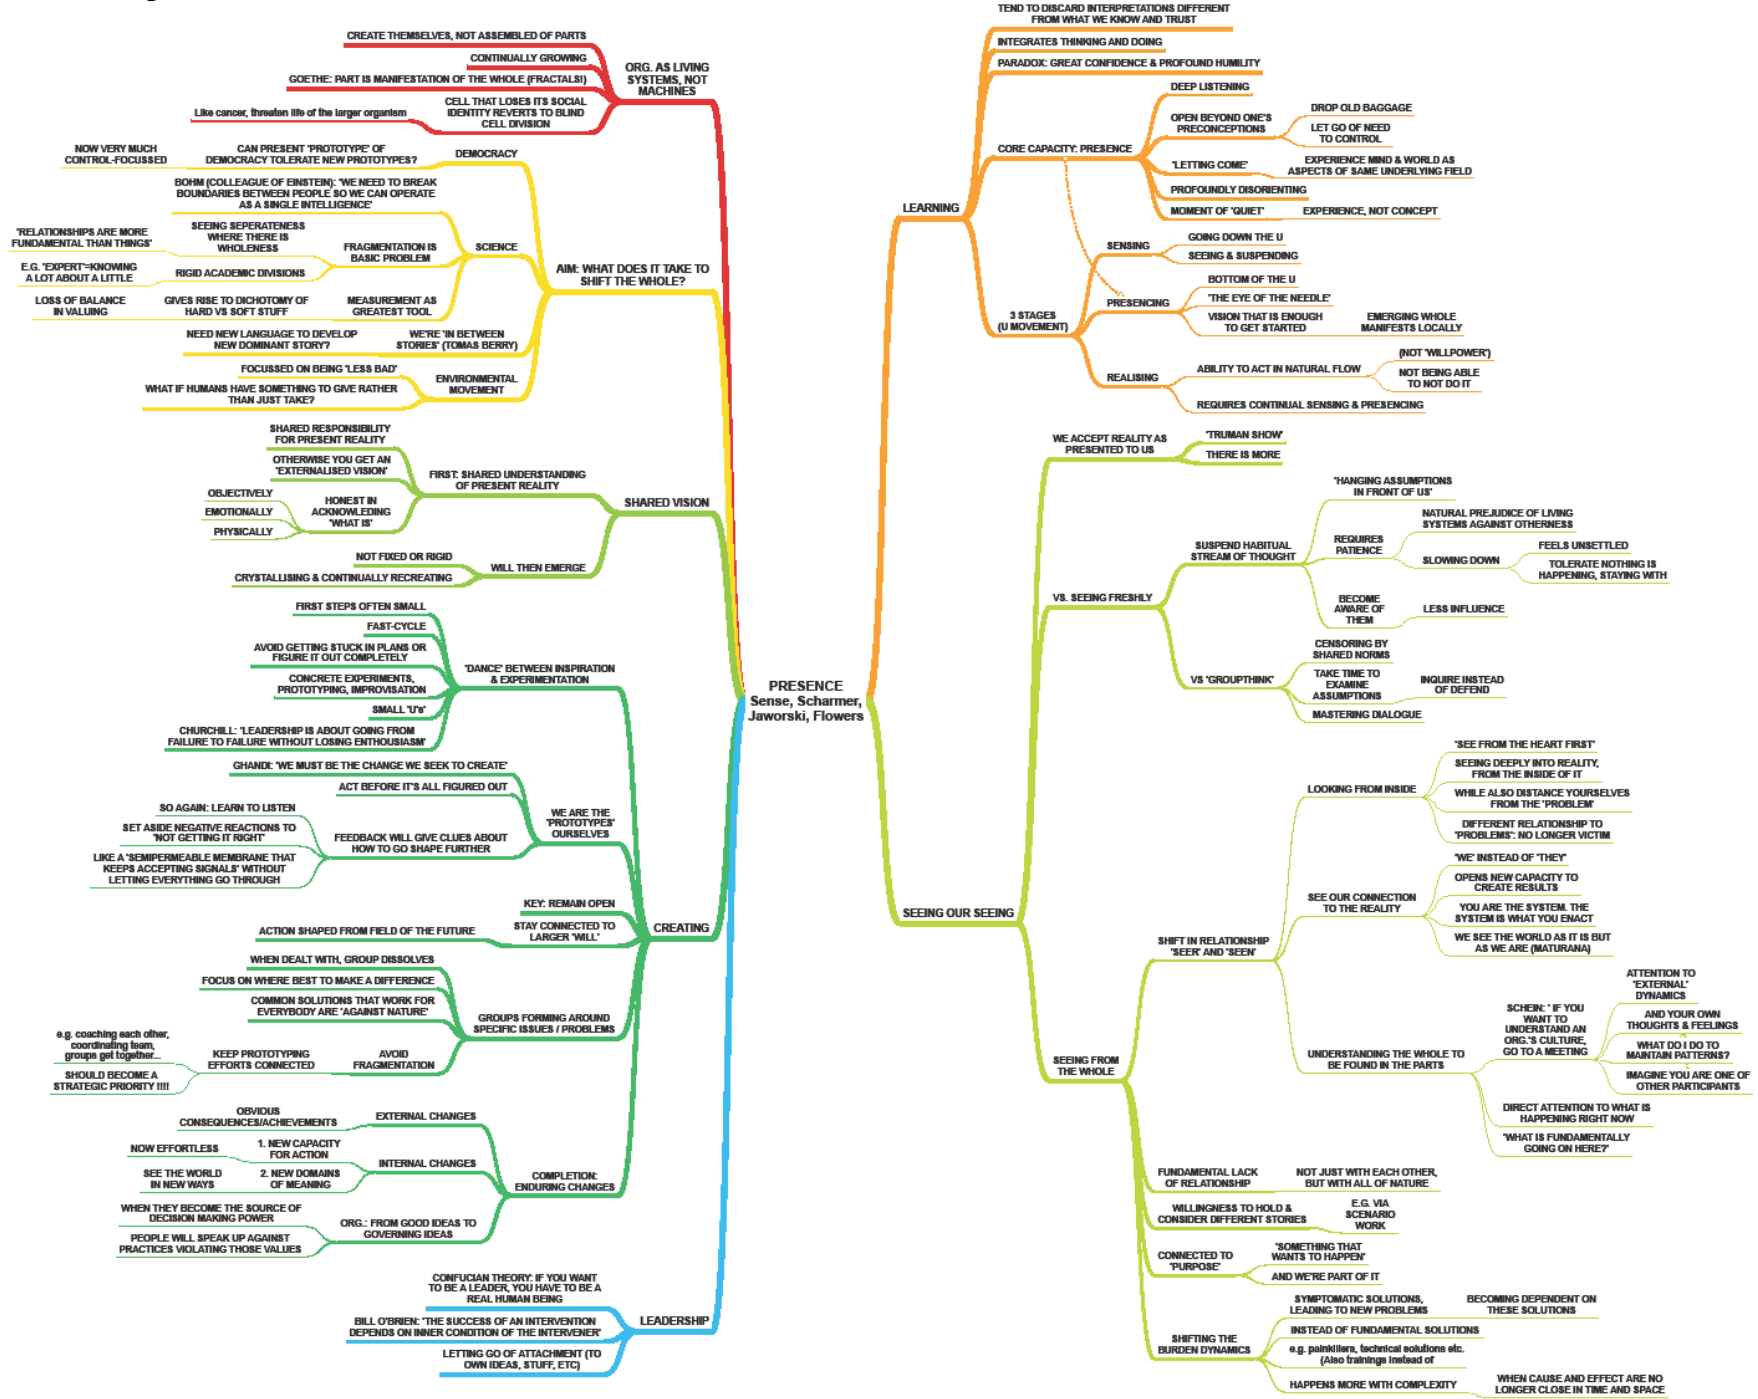 PRESENCE
Sense, Scharmer,
Jaworski, Flowers
ORG. AS LIVING
SYSTEMS, NOT
MACHINES
CREATE THEMSELVES, NOT ASSEMBLED OF PARTS
CONTINUALLY GROWING
GOETHE: PART IS MANIFESTATION OF THE WHOLE (FRACTALS!)
CELL THAT LOSES ITS SOCIAL
IDENTITY REVERTS TO BLIND
CELL DIVISION
Like cancer, threaten life of the larger organism
AIM: WHAT DOES IT TAKE TO
SHIFT THE WHOLE?
DEMOCRACY
CAN PRESENT 'PROTOTYPE' OF
DEMOCRACY TOLERATE NEW PROTOTYPES?
NOW VERY MUCH
CONTROL-FOCUSSED
SCIENCE
BOHM (COLLEAGUE OF EINSTEIN): 'WE NEED TO BREAK
BOUNDARIES BETWEEN PEOPLE SO WE CAN OPERATE
AS A SINGLE INTELLIGENCE'
FRAGMENTATION IS
BASIC PROBLEM
SEEING SEPERATENESS
WHERE THERE IS
WHOLENESS
'RELATIONSHIPS ARE MORE
FUNDAMENTAL THAN THINGS'
RIGID ACADEMIC DIVISIONS
E.G. 'EXPERT'=KNOWING
A LOT ABOUT A LITTLE
MEASUREMENT AS
GREATEST TOOL
GIVES RISE TO DICHOTOMY OF
HARD VS SOFT STUFF
LOSS OF BALANCE
IN VALUING
WE'RE 'IN BETWEEN
STORIES' (TOMAS BERRY)
NEED NEW LANGUAGE TO DEVELOP
NEW DOMINANT STORY?
ENVIRONMENTAL
MOVEMENT
FOCUSSED ON BEING 'LESS BAD'
WHAT IF HUMANS HAVE SOMETHING TO GIVE RATHER
THAN JUST TAKE?
SHARED VISION
FIRST: SHARED UNDERSTANDING
OF PRESENT REALITY
SHARED RESPONSIBILITY
FOR PRESENT REALITY
OTHERWISE YOU GET AN
'EXTERNALISED VISION'
HONEST IN
ACKNOWLEDING
'WHAT IS'
OBJECTIVELY
EMOTIONALLY
PHYSICALLY
WILL THEN EMERGE
NOT FIXED OR RIGID
CRYSTALLISING & CONTINUALLY RECREATING
CREATING
'DANCE' BETWEEN INSPIRATION
& EXPERIMENTATION
FIRST STEPS OFTEN SMALL
FAST-CYCLE
AVOID GETTING STUCK IN PLANS OR
FIGURE IT OUT COMPLETELY
CONCRETE EXPERIMENTS,
PROTOTYPING, IMPROVISATION
SMALL 'U's'
CHURCHILL: 'LEADERSHIP IS ABOUT GOING FROM
FAILURE TO FAILURE WITHOUT LOSING ENTHOUSIASM'
WE ARE THE
'PROTOTYPES'
OURSELVES
GHANDI: 'WE MUST BE THE CHANGE WE SEEK TO CREATE'
ACT BEFORE IT'S ALL FIGURED OUT
FEEDBACK WILL GIVE CLUES ABOUT
HOW TO GO SHAPE FURTHER
SO AGAIN: LEARN TO LISTEN
SET ASIDE NEGATIVE REACTIONS TO
'NOT GETTING IT RIGHT'
LIKE A 'SEMIPERMEABLE MEMBRANE THAT
KEEPS ACCEPTING SIGNALS' WITHOUT
LETTING EVERYTHING GO THROUGH
KEY: REMAIN OPEN
STAY CONNECTED TO
LARGER 'WILL'
ACTION SHAPED FROM FIELD OF THE FUTURE
GROUPS FORMING AROUND
SPECIFIC ISSUES / PROBLEMS
WHEN DEALT WITH, GROUP DISSOLVES
FOCUS ON WHERE BEST TO MAKE A DIFFERENCE
COMMON SOLUTIONS THAT WORK FOR
EVERYBODY ARE 'AGAINST NATURE'
AVOID
FRAGMENTATION
KEEP PROTOTYPING
EFFORTS CONNECTED
e.g. coaching each other,
coordinating team,
groups get together...
SHOULD BECOME A
STRATEGIC PRIORITY !!!!
COMPLETION:
ENDURING CHANGES
EXTERNAL CHANGES
OBVIOUS
CONSEQUENCES/ACHIEVEMENTS
INTERNAL CHANGES
1. NEW CAPACITY
FOR ACTION
NOW EFFORTLESS
2. NEW DOMAINS
OF MEANING
SEE THE WORLD
IN NEW WAYS
ORG.: FROM GOOD IDEAS TO
GOVERNING IDEAS
WHEN THEY BECOME THE SOURCE OF
DECISION MAKING POWER
PEOPLE WILL SPEAK UP AGAINST
PRACTICES VIOLATING THOSE VALUES
LEADERSHIP
CONFUCIAN THEORY: IF YOU WANT
TO BE A LEADER, YOU HAVE TO BE A
REAL HUMAN BEING
BILL O'BRIEN: 'THE SUCCESS OF AN INTERVENTION
DEPENDS ON INNER CONDITION OF THE INTERVENER'
LETTING GO OF ATTACHMENT (TO
OWN IDEAS, STUFF, ETC)
LEARNING
TEND TO DISCARD INTERPRETATIONS DIFFERENT
FROM WHAT WE KNOW AND TRUST
INTEGRATES THINKING AND DOING
PARADOX: GREAT CONFIDENCE & PROFOUND HUMILITY
CORE CAPACITY: PRESENCE
DEEP LISTENING
OPEN BEYOND ONE'S
PRECONCEPTIONS
DROP OLD BAGGAGE
LET GO OF NEED
TO CONTROL
'LETTING COME'
EXPERIENCE MIND & WORLD AS
ASPECTS OF SAME UNDERLYING FIELD
PROFOUNDLY DISORIENTING
MOMENT OF 'QUIET'
EXPERIENCE, NOT CONCEPT
3 STAGES
(U MOVEMENT)
SENSING
GOING DOWN THE U
SEEING & SUSPENDING
PRESENCING
BOTTOM OF THE U
'THE EYE OF THE NEEDLE'
VISION THAT IS ENOUGH
TO GET STARTED
EMERGING WHOLE
MANIFESTS LOCALLY
REALISING
ABILITY TO ACT IN NATURAL FLOW
(NOT 'WILLPOWER')
NOT BEING ABLE
TO NOT DO IT
REQUIRES CONTINUAL SENSING & PRESENCING
SEEING OUR SEEING
WE ACCEPT REALITY AS
PRESENTED TO US
'TRUMAN SHOW'
THERE IS MORE
VS. SEEING FRESHLY
SUSPEND HABITUAL
STREAM OF THOUGHT
'HANGING ASSUMPTIONS
IN FRONT OF US'
REQUIRES
PATIENCE
NATURAL PREJUDICE OF LIVING
SYSTEMS AGAINST OTHERNESS
SLOWING DOWN
FEELS UNSETTLED
TOLERATE NOTHING IS
HAPPENING, STAYING WITH
BECOME
AWARE OF
THEM
LESS INFLUENCE
VS 'GROUPTHINK'
CENSORING BY
SHARED NORMS
TAKE TIME TO
EXAMINE
ASSUMPTIONS
INQUIRE INSTEAD
OF DEFEND
MASTERING DIALOGUE
SEEING FROM
THE WHOLE
SHIFT IN RELATIONSHIP
'SEER' AND 'SEEN'
LOOKING FROM INSIDE
'SEE FROM THE HEART FIRST'
SEEING DEEPLY INTO REALITY,
FROM THE INSIDE OF IT
WHILE ALSO DISTANCE YOURSELVES
FROM THE 'PROBLEM'
DIFFERENT RELATIONSHIP TO
'PROBLEMS': NO LONGER VICTIM
SEE OUR CONNECTION
TO THE REALITY
'WE' INSTEAD OF 'THEY'
OPENS NEW CAPACITY TO
CREATE RESULTS
YOU ARE THE SYSTEM. THE
SYSTEM IS WHAT YOU ENACT
WE SEE THE WORLD AS IT IS BUT
AS WE ARE (MATURANA)
UNDERSTANDING THE WHOLE TO
BE FOUND IN THE PARTS
SCHEIN: ' IF YOU
WANT TO
UNDERSTAND AN
ORG.'S CULTURE,
GO TO A MEETING
ATTENTION TO
'EXTERNAL'
DYNAMICS
AND YOUR OWN
THOUGHTS & FEELINGS
WHAT DO I DO TO
MAINTAIN PATTERNS?
IMAGINE YOU ARE ONE OF
OTHER PARTICIPANTS
DIRECT ATTENTION TO WHAT IS
HAPPENING RIGHT NOW
'WHAT IS FUNDAMENTALLY
GOING ON HERE?'
FUNDAMENTAL LACK
OF RELATIONSHIP
NOT JUST WITH EACH OTHER,
BUT WITH ALL OF NATURE
WILLINGNESS TO HOLD &
CONSIDER DIFFERENT STORIES
E.G. VIA
SCENARIO
WORK
CONNECTED TO
'PURPOSE'
'SOMETHING THAT
WANTS TO HAPPEN'
AND WE'RE PART OF IT
SHIFTING THE
BURDEN DYNAMICS
SYMPTOMATIC SOLUTIONS,
LEADING TO NEW PROBLEMS
BECOMING DEPENDENT ON
THESE SOLUTIONS
INSTEAD OF FUNDAMENTAL SOLUTIONS
e.g. painkillers, technical solutions etc.
(Also trainings instead of
HAPPENS MORE WITH COMPLEXITY
WHEN CAUSE AND EFFECT ARE NO
LONGER CLOSE IN TIME AND SPACE